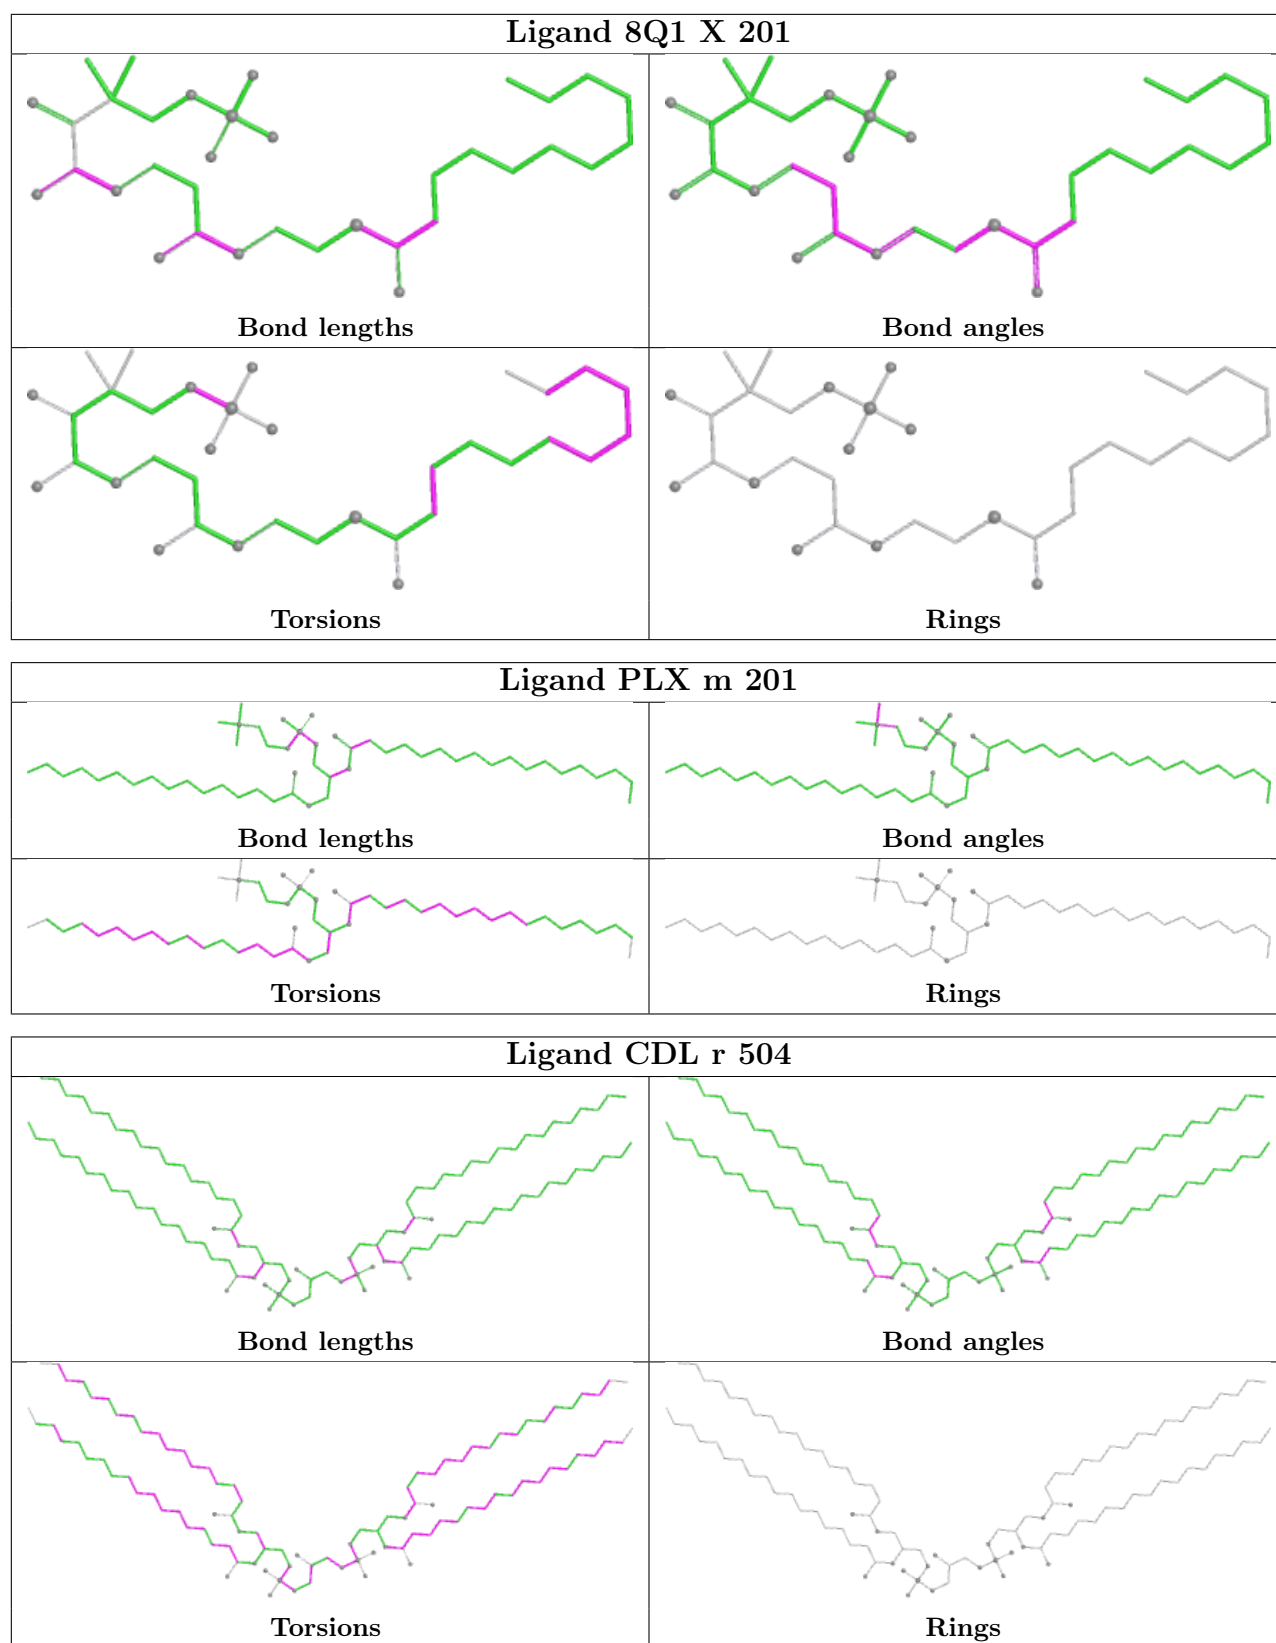 Ligand 8Q1 X 201
Bond lengths
Bond angles
Torsions
Rings
Ligand PLX m 201
Bond lengths
Bond angles
Torsions
Rings
Ligand CDL r 504
Bond lengths
Bond angles
Torsions
Rings